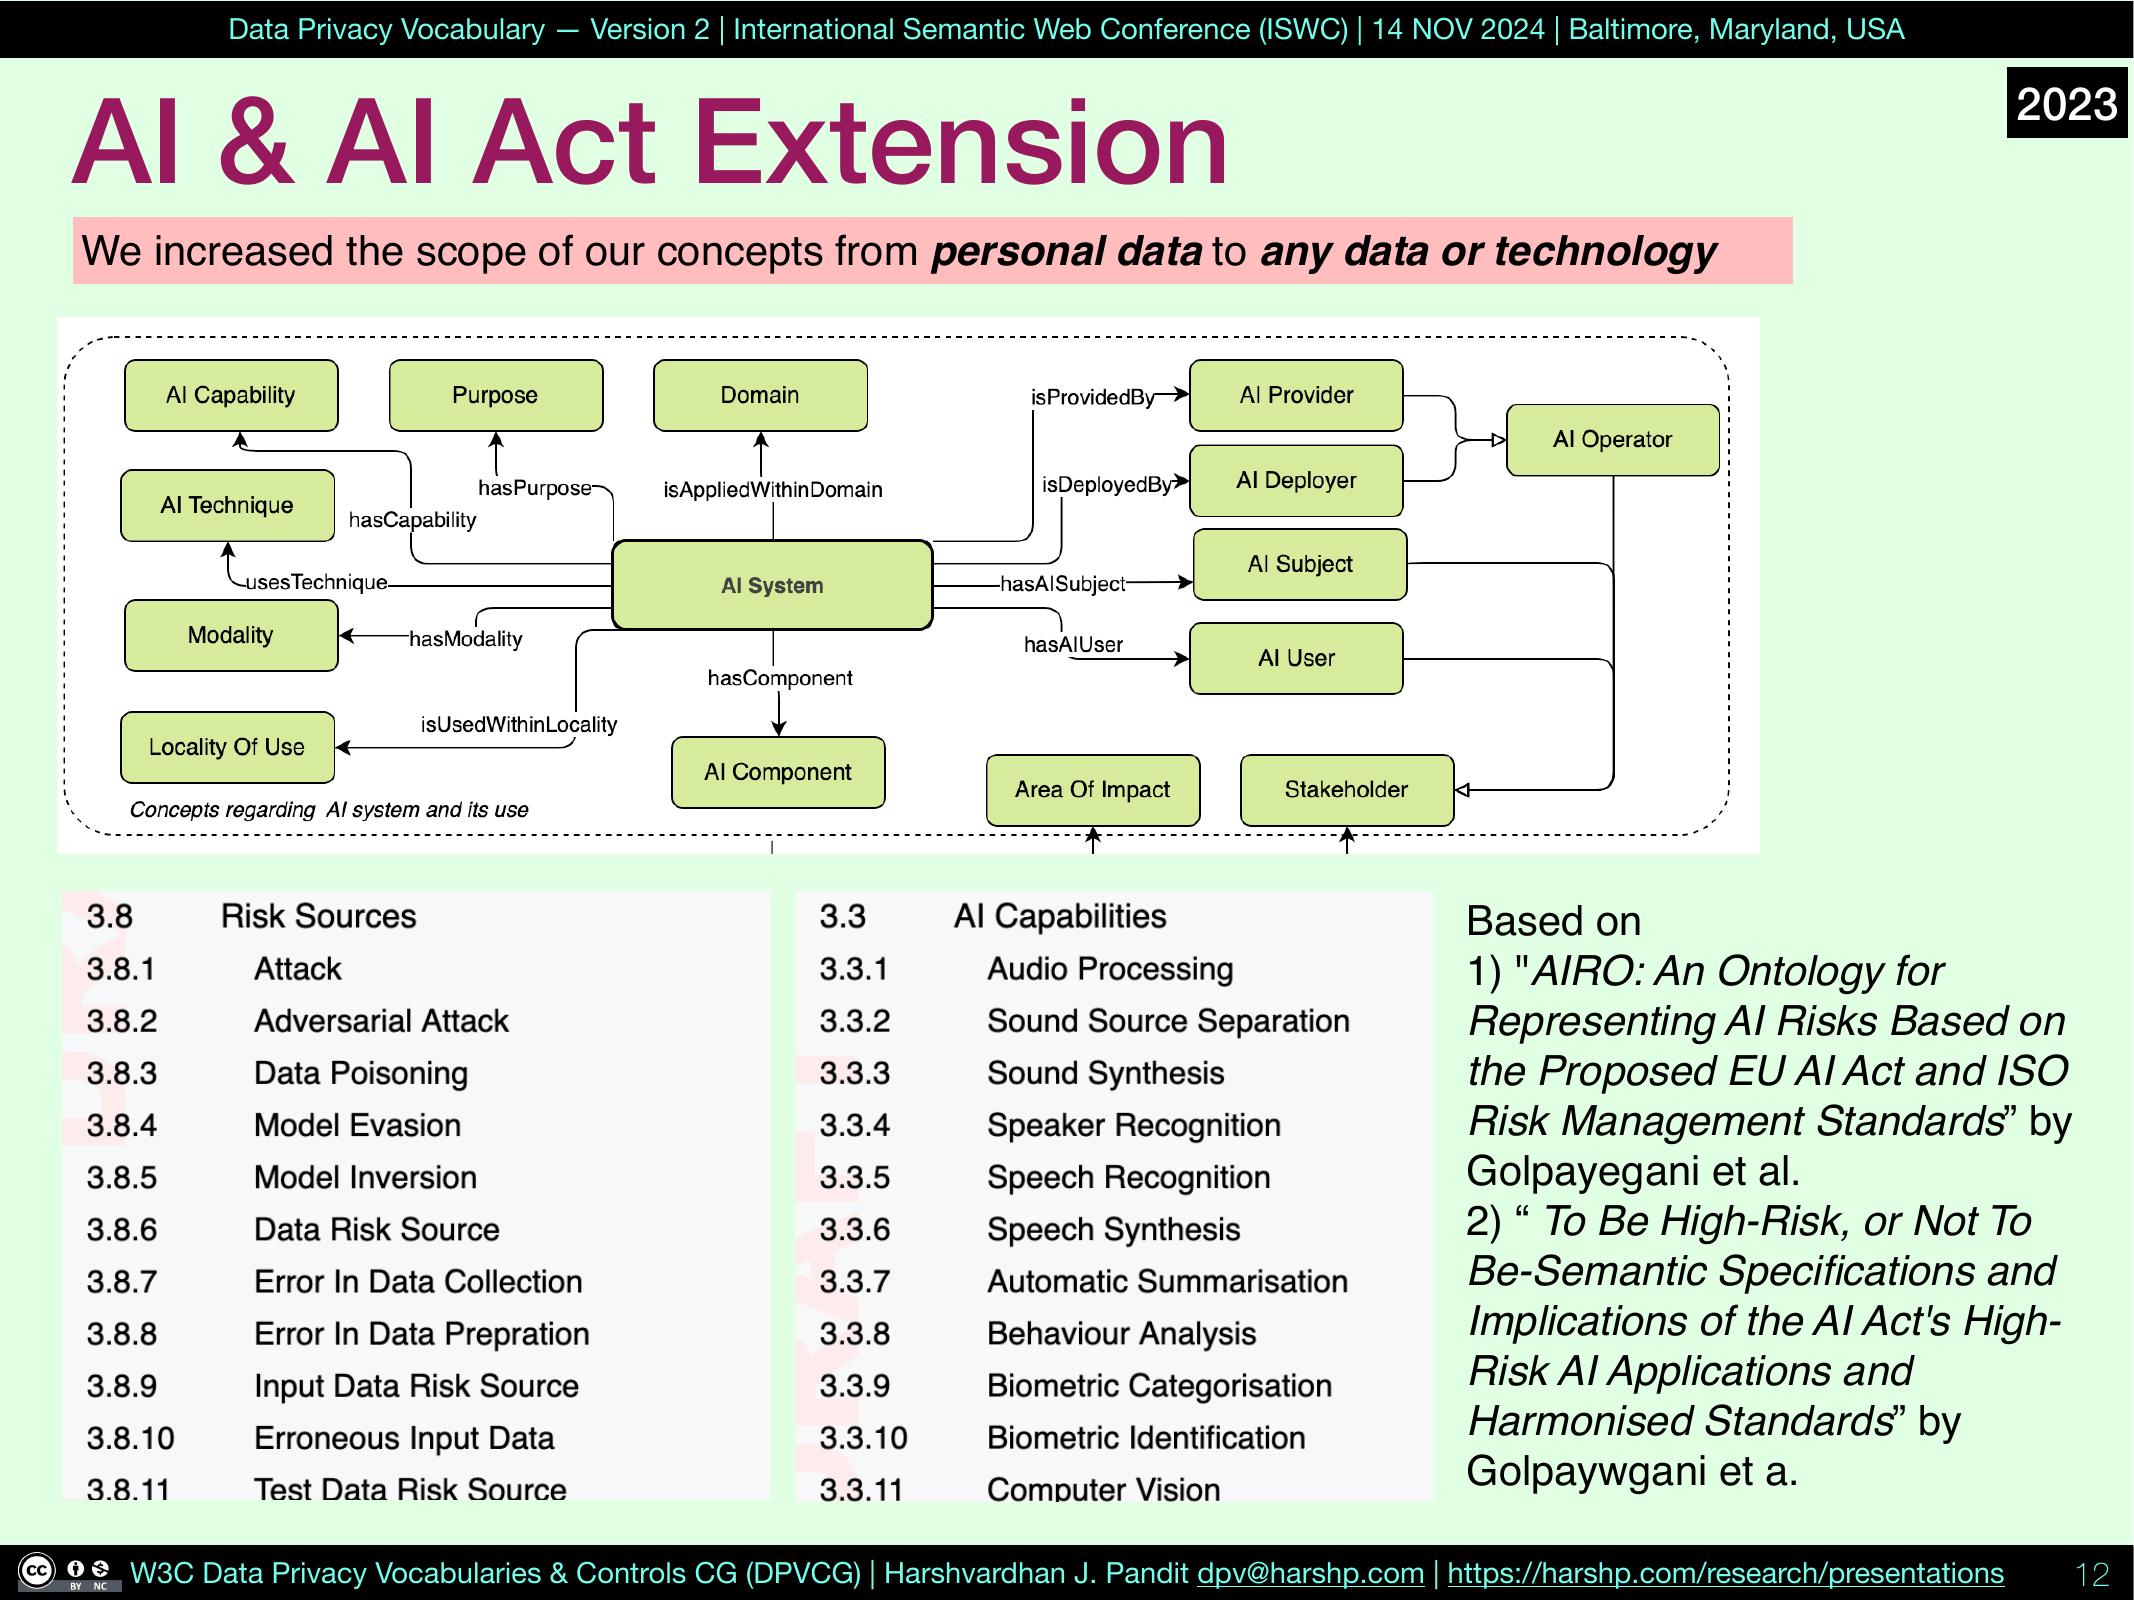 Data Privacy Vocabulary — Version 2 | International Semantic Web Conference (ISWC) | 14 NOV 2024 | Baltimore, Maryland, USA
2023
AI & AI Act Extension
We increased the scope of our concepts from personal data to any data or technology
AI Capability
Purpose
Domain
isProvidedBy
AI Provider
AI Operator
AI Technique
hasCapability
hasPurpose
isAppliedWithinDomain
isDeployedBy
AI Deployer
usesTechnique
AI System
hasAISubject
AI Subject
Modality
hasModality
hasAIUser
AI User
hasComponent
Locality Of Use
isUsedWithinLocality
AI Component
Area Of Impact
Stakeholder
Concepts regarding AI system and its use
3.8 Risk Sources
3.8.1 Attack
3.8.2 Adversarial Attack
3.8.3 Data Poisoning
3.8.4 Model Evasion
3.8.5 Model Inversion
3.8.6 Data Risk Source
3.8.7 Error In Data Collection
3.8.8 Error In Data Prepration
3.8.9 Input Data Risk Source
3.8.10 Erroneous Input Data
3.8.11 Test Data Risk Source
3.3 AI Capabilities
3.3.1 Audio Processing
3.3.2 Sound Source Separation
3.3.3 Sound Synthesis
3.3.4 Speaker Recognition
3.3.5 Speech Recognition
3.3.6 Speech Synthesis
3.3.7 Automatic Summarisation
3.3.8 Behaviour Analysis
3.3.9 Biometric Categorisation
3.3.10 Biometric Identification
3.3.11 Computer Vision
Based on
1) "AIRO: An Ontology for
Representing AI Risks Based on
the Proposed EU AI Act and ISO
Risk Management Standards” by
Golpayegani et al.
2) “ To Be High-Risk, or Not To
Be-Semantic Specifications and
Implications of the AI Act's High-
Risk AI Applications and
Harmonised Standards” by
Golpaywgani et a.
cc BY NC
W3C Data Privacy Vocabularies & Controls CG (DPVCG) | Harshvardhan J. Pandit dpv@harshp.com | https://harshp.com/research/presentations
12